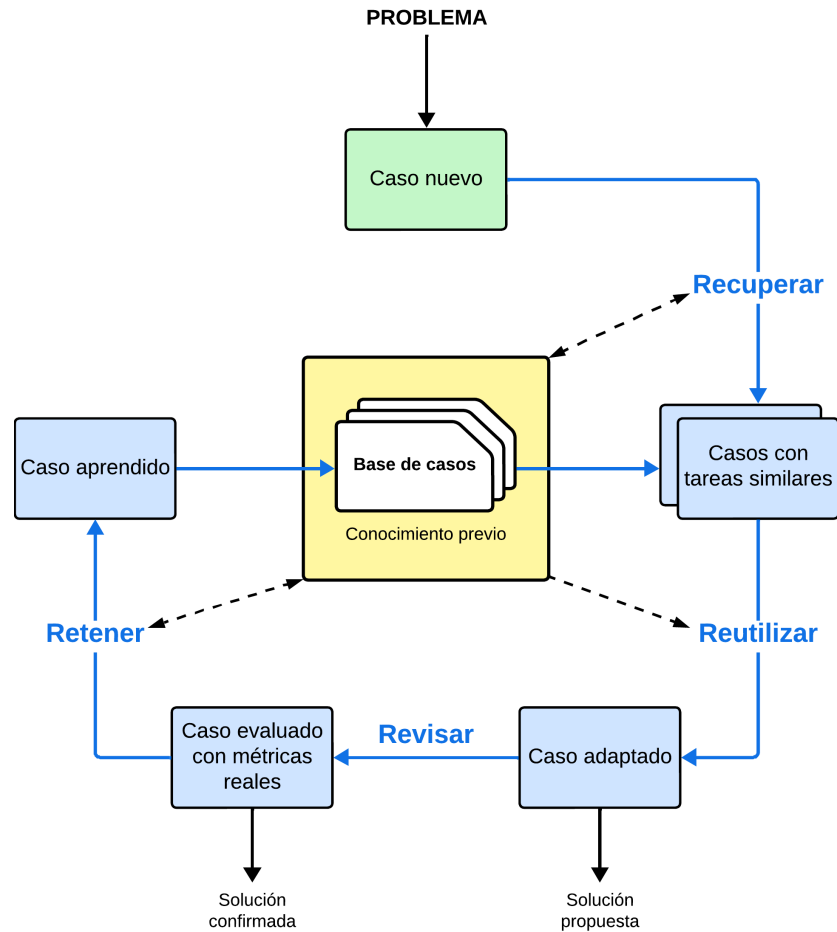 PROBLEMA
Caso nuevo
Recuperar
Caso aprendido
Base de casos
Conocimiento previo
Casos con
tareas similares
Retener
Reutilizar
Caso evaluado
con métricas
reales
Revisar
Caso adaptado
Solución
confirmada
Solución
propuesta